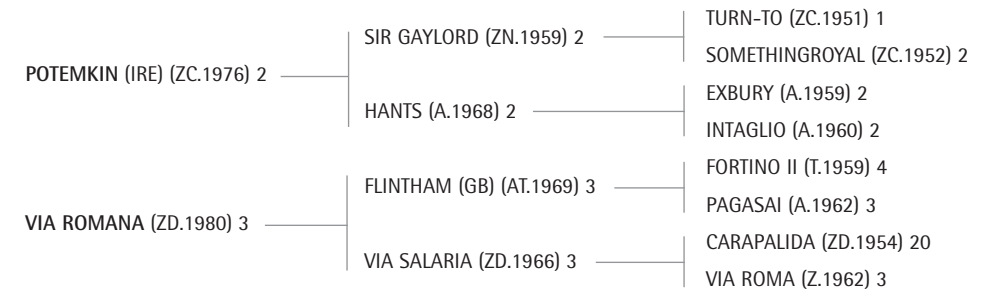 TURN-TO (ZC.1951) 1
SIR GAYLORD (ZN.1959) 2
SOMETHINGROYAL (ZC.1952) 2
POTEMKIN (IRE) (ZC.1976) 2
EXBURY (A.1959) 2
HANTS (A.1968) 2
INTAGLIO (A.1960) 2
FORTINO II (T.1959) 4
FLINTHAM (GB) (AT.1969) 3
PAGASAI (A.1962) 3
VIA ROMANA (ZD.1980) 3
CARAPALIDA (ZD.1954) 20
VIA SALARIA (ZD.1966) 3
VIA ROMA (Z.1962) 3